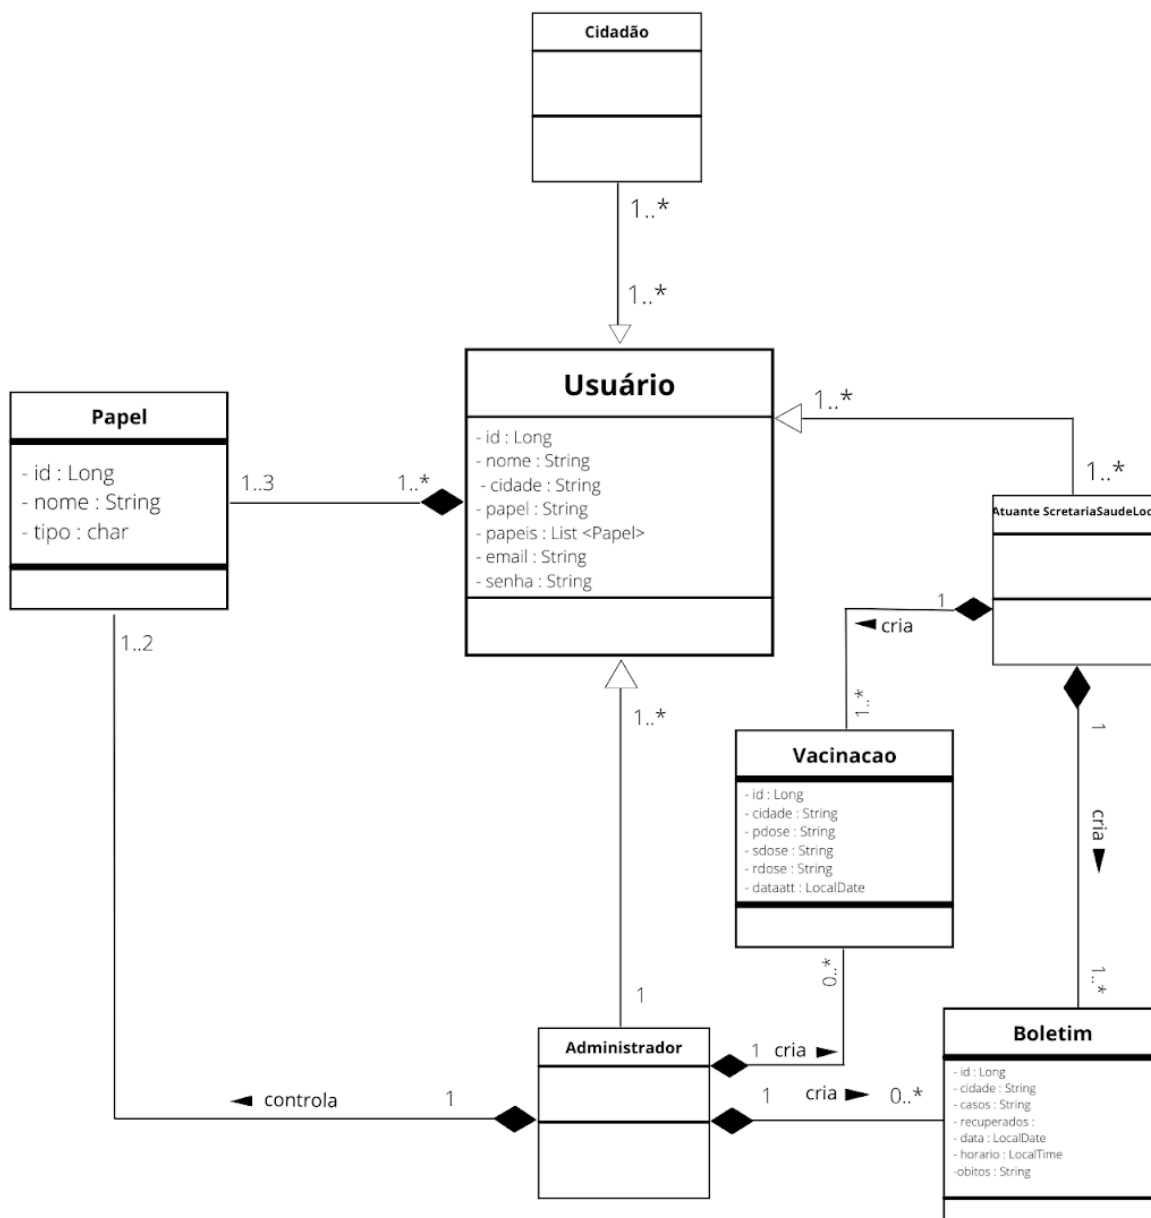 Cidadão
1..*
1..*
Usuário
- id : Long
- nome : String
- cidade : String
- papel : String
- papeis : List <Papel>
- email : String
- senha : String
Papel
- id : Long
- nome : String
- tipo : char
1..3
1..*
1..2
1..*
1..*
Atuante ScretariaSaudeLoc
1
cria
1..*
1
cria
1..*
Vacinacao
- id : Long
- cidade : String
- pdose : String
- sdose : String
- rdose : String
- dataatt : LocalDate
0..*
1..*
1
Administrador
1 cria
cria
1
0..*
controla
1
Boletim
- id : Long
- cidade : String
- casos : String
- recuperados :
- data : LocalDate
- horario : LocalTime
-obitos : String